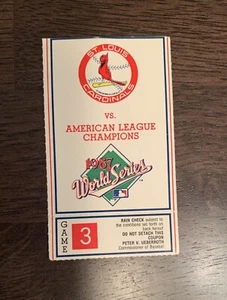 ST. LOUIS
CARDINALS
VS.
AMERICAN LEAGUE
CHAMPIONS
1987
World Series
GAME
3
RAIN CHECK subject to
the conditions set forth on
back hereof
DO NOT DETACH THIS
COUPON
PETER V. UEBERROTH
Commissioner of Baseball